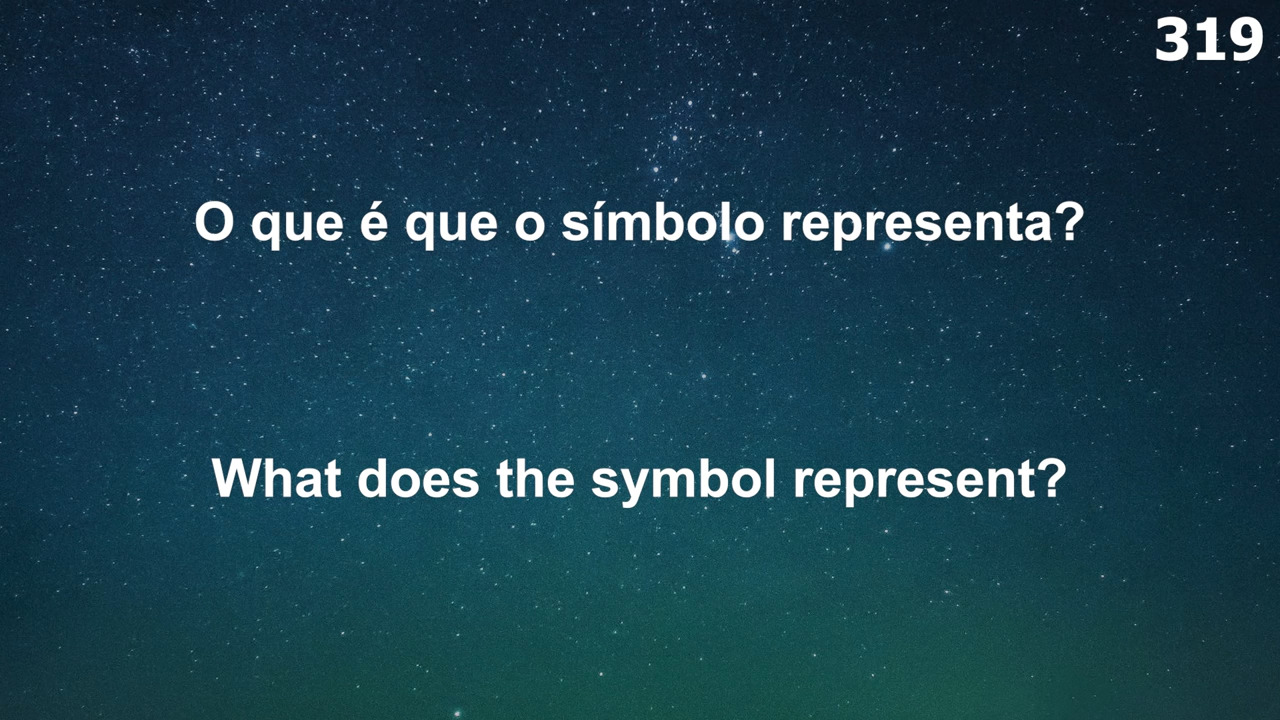 319
O que é que o símbolo representa?
What does the symbol represent?